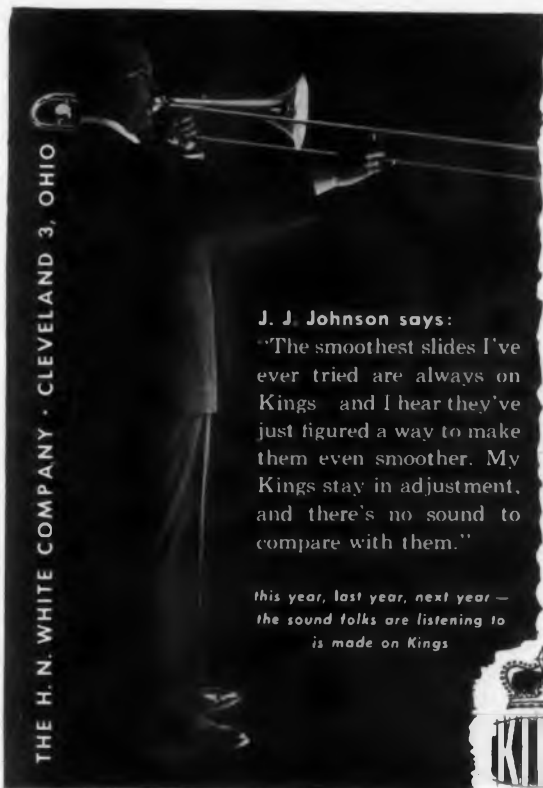 THE H. N. WHITE COMPANY · CLEVELAND 3, OHIO
J. J. Johnson says:
"The smoothest slides I've
ever tried are always on
Kings and I hear they've
just figured a way to make
them even smoother. My
Kings stay in adjustment,
and there's no sound to
compare with them."
this year, last year, next year —
the sound folks are listening to
is made on Kings
KI